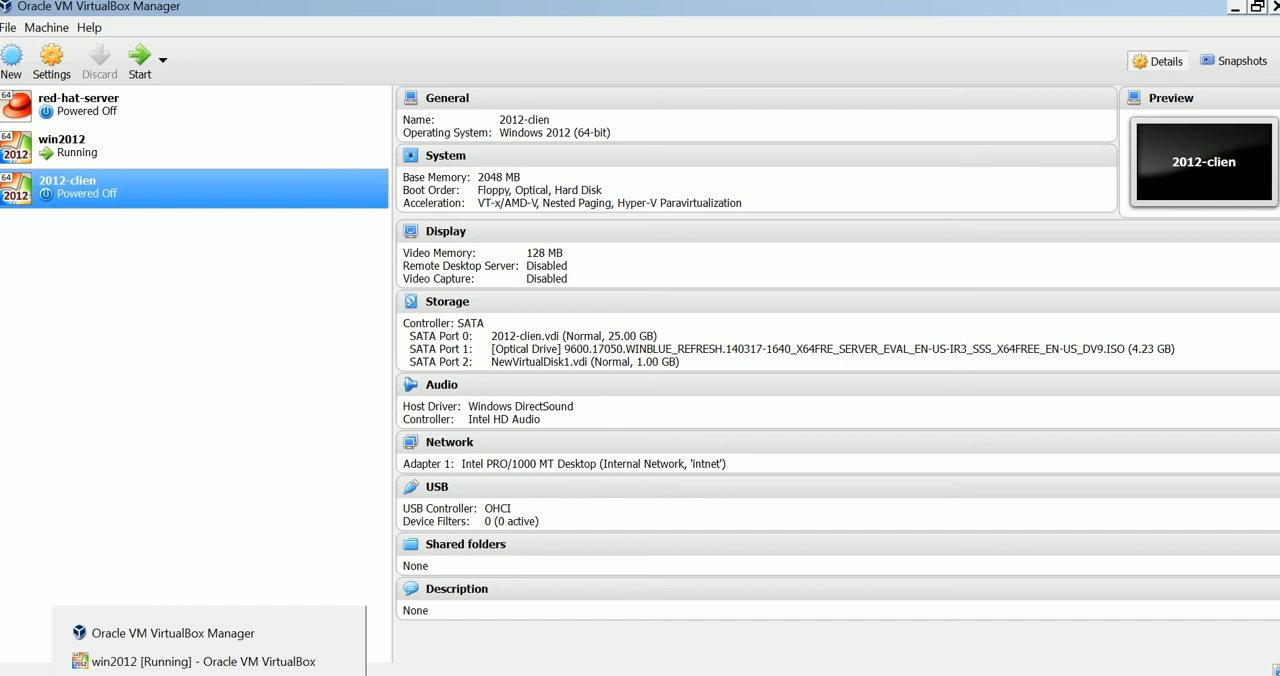 Oracle VM VirtualBox Manager
File Machine Help
New Settings Discard Start
Details Snapshots
64 red-hat-server
Powered Off
64 win2012
2012 Running
64 2012-clien
2012 Powered Off
General
Name: 2012-clien
Operating System: Windows 2012 (64-bit)
System
Base Memory: 2048 MB
Boot Order: Floppy, Optical, Hard Disk
Acceleration: VT-x/AMD-V, Nested Paging, Hyper-V Paravirtualization
Preview
2012-clien
Display
Video Memory: 128 MB
Remote Desktop Server: Disabled
Video Capture: Disabled
Storage
Controller: SATA
SATA Port 0: 2012-clien.vdi (Normal, 25.00 GB)
SATA Port 1: [Optical Drive] 9600.17050.WINBLUE_REFRESH.140317-1640_X64FRE_SERVER_EVAL_EN-US-IR3_SSS_X64FREE_EN-US_DV9.ISO (4.23 GB)
SATA Port 2: NewVirtualDisk1.vdi (Normal, 1.00 GB)
Audio
Host Driver: Windows DirectSound
Controller: Intel HD Audio
Network
Adapter 1: Intel PRO/1000 MT Desktop (Internal Network, 'intnet')
USB
USB Controller: OHCI
Device Filters: 0 (0 active)
Shared folders
None
Description
None
Oracle VM VirtualBox Manager
win2012 [Running] - Oracle VM VirtualBox